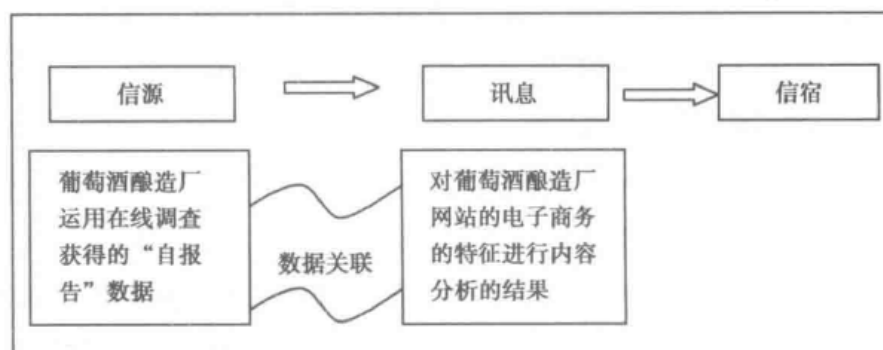 信源
讯息
信宿
葡萄酒酿造厂
运用在线调查
获得的“自报
告”数据
数据关联
对葡萄酒酿造厂
网站的电子商务
的特征进行内容
分析的结果